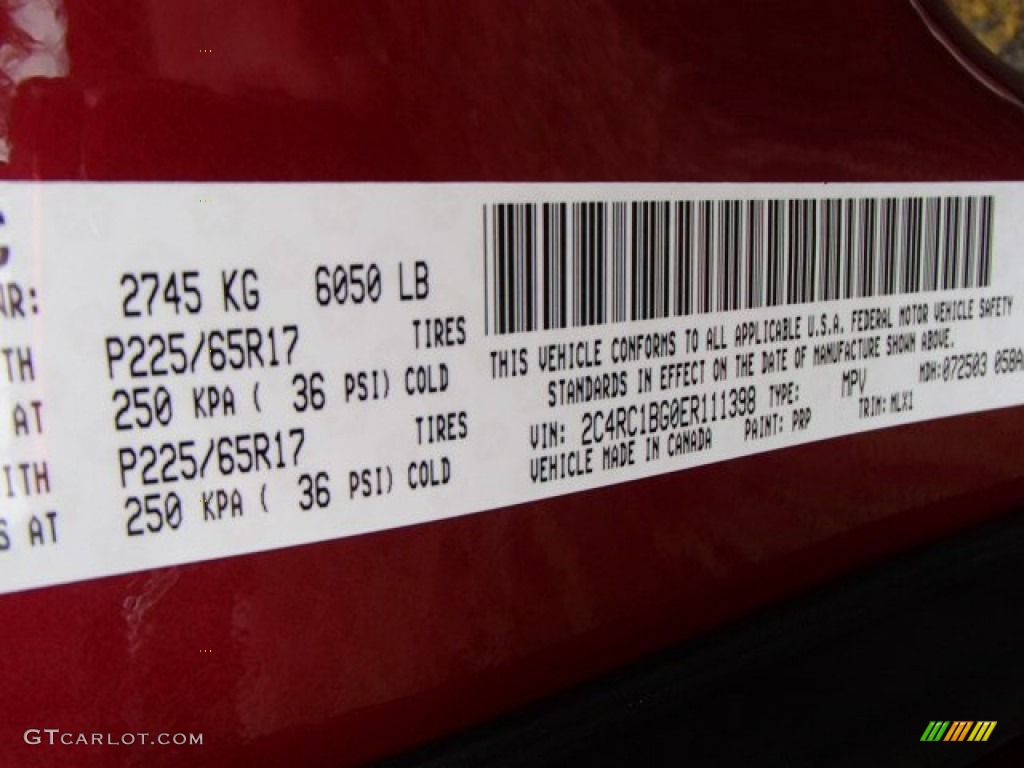 AR: 2745 KG 6050 LB
TH P225/65R17 TIRES
AT 250 KPA ( 36 PSI) COLD
ITH P225/65R17 TIRES
S AT 250 KPA ( 36 PSI) COLD
THIS VEHICLE CONFORMS TO ALL APPLICABLE U.S.A. FEDERAL MOTOR VEHICLE SAFETY
STANDARDS IN EFFECT ON THE DATE OF MANUFACTURE SHOWN ABOVE.
VIN: 2C4RC1BG0ER111398 TYPE: MPV MDH:072503 058A
VEHICLE MADE IN CANADA PAINT: PRP TRIM: MLX1
GTCARLOT.COM